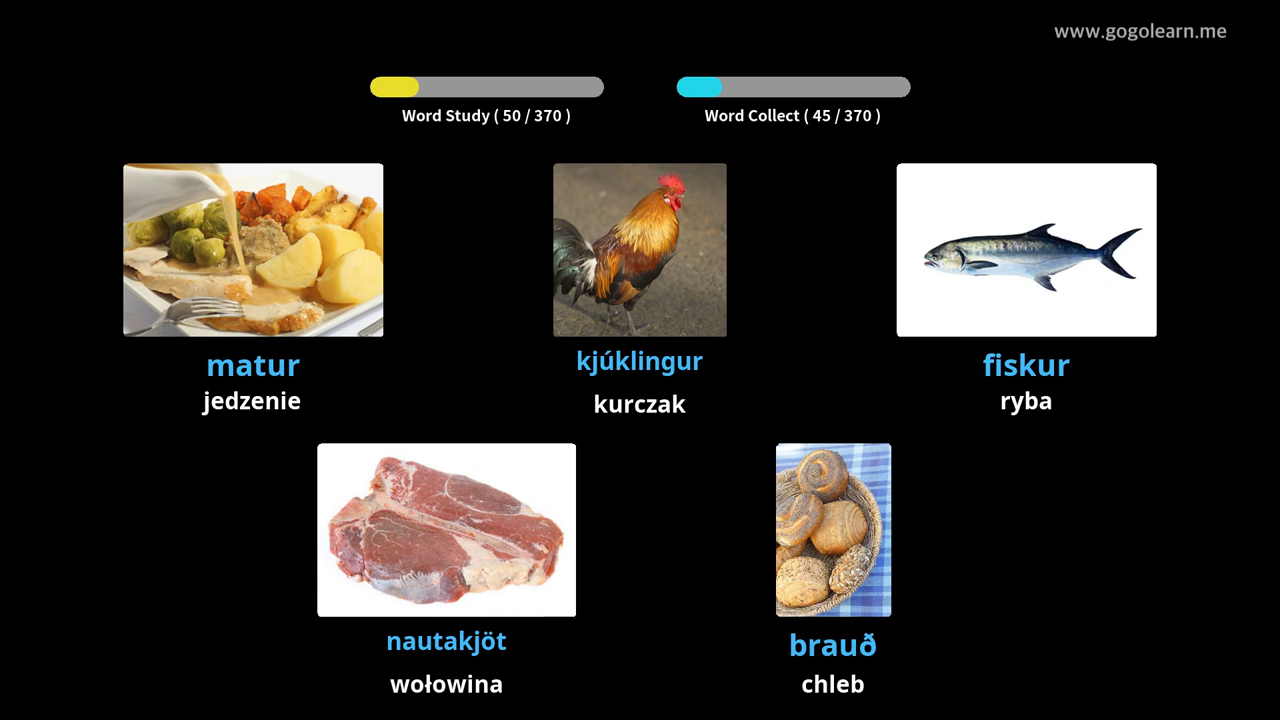 www.gogolearn.me
Word Study ( 50 / 370 )
Word Collect ( 45 / 370 )
matur
jedzenie
kjúklingur
kurczak
fiskur
ryba
nautakjöt
wołowina
brauð
chleb